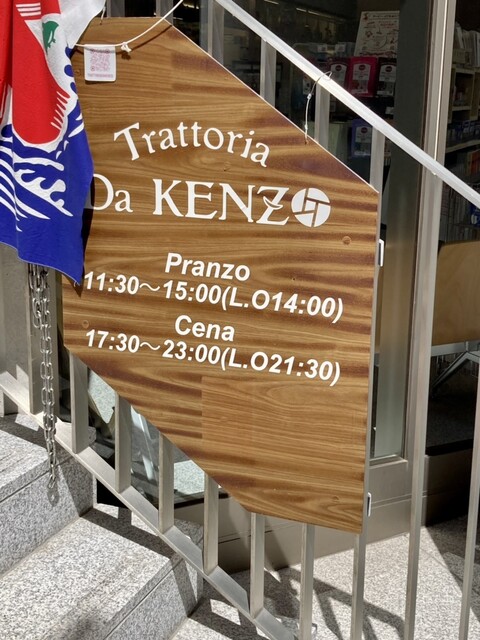 Trattoria
Da KENZO
Pranzo
11:30～15:00(L.O14:00)
Cena
17:30～23:00(L.O21:30)